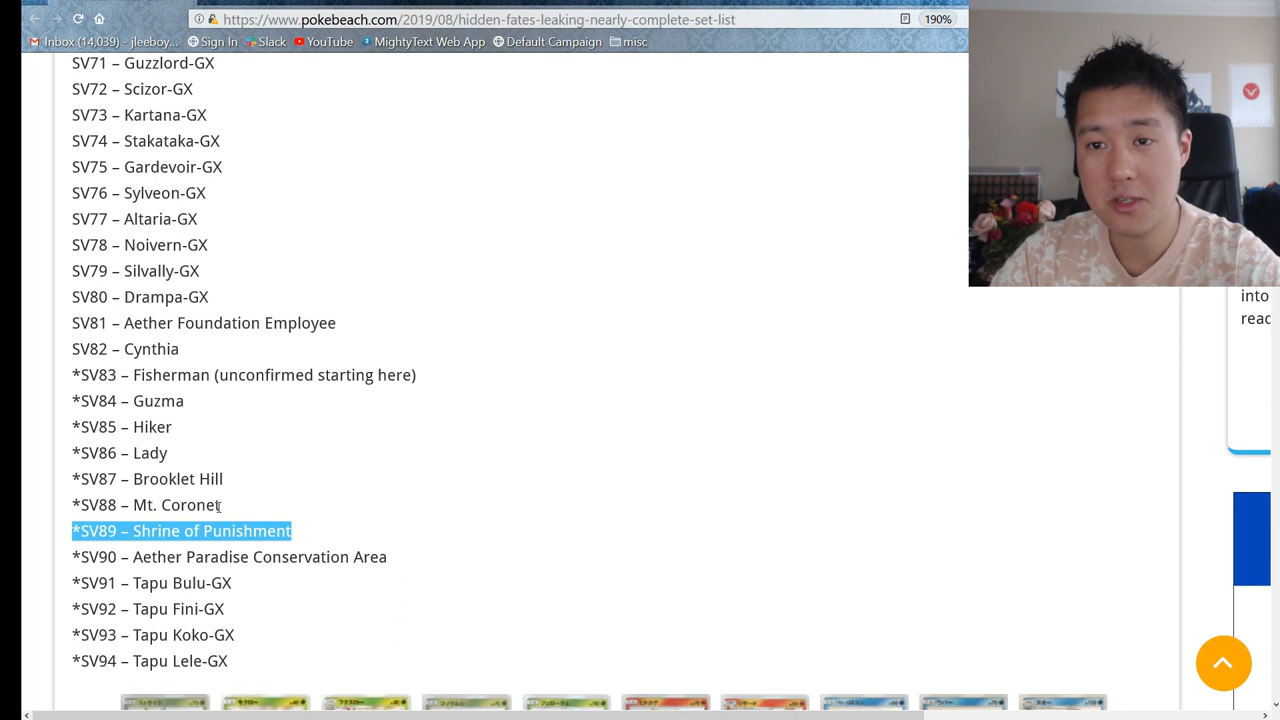 https://www.pokebeach.com/2019/08/hidden-fates-leaking-nearly-complete-set-list
190%
Inbox (14,039) - jleeboy... Sign In Slack YouTube MightyText Web App Default Campaign misc
SV71 – Guzzlord-GX
SV72 – Scizor-GX
SV73 – Kartana-GX
SV74 – Stakataka-GX
SV75 – Gardevoir-GX
SV76 – Sylveon-GX
SV77 – Altaria-GX
SV78 – Noivern-GX
SV79 – Silvally-GX
SV80 – Drampa-GX
into
SV81 – Aether Foundation Employee
read
SV82 – Cynthia
*SV83 – Fisherman (unconfirmed starting here)
*SV84 – Guzma
*SV85 – Hiker
*SV86 – Lady
*SV87 – Brooklet Hill
*SV88 – Mt. Coronet
*SV89 – Shrine of Punishment
*SV90 – Aether Paradise Conservation Area
*SV91 – Tapu Bulu-GX
*SV92 – Tapu Fini-GX
*SV93 – Tapu Koko-GX
*SV94 – Tapu Lele-GX